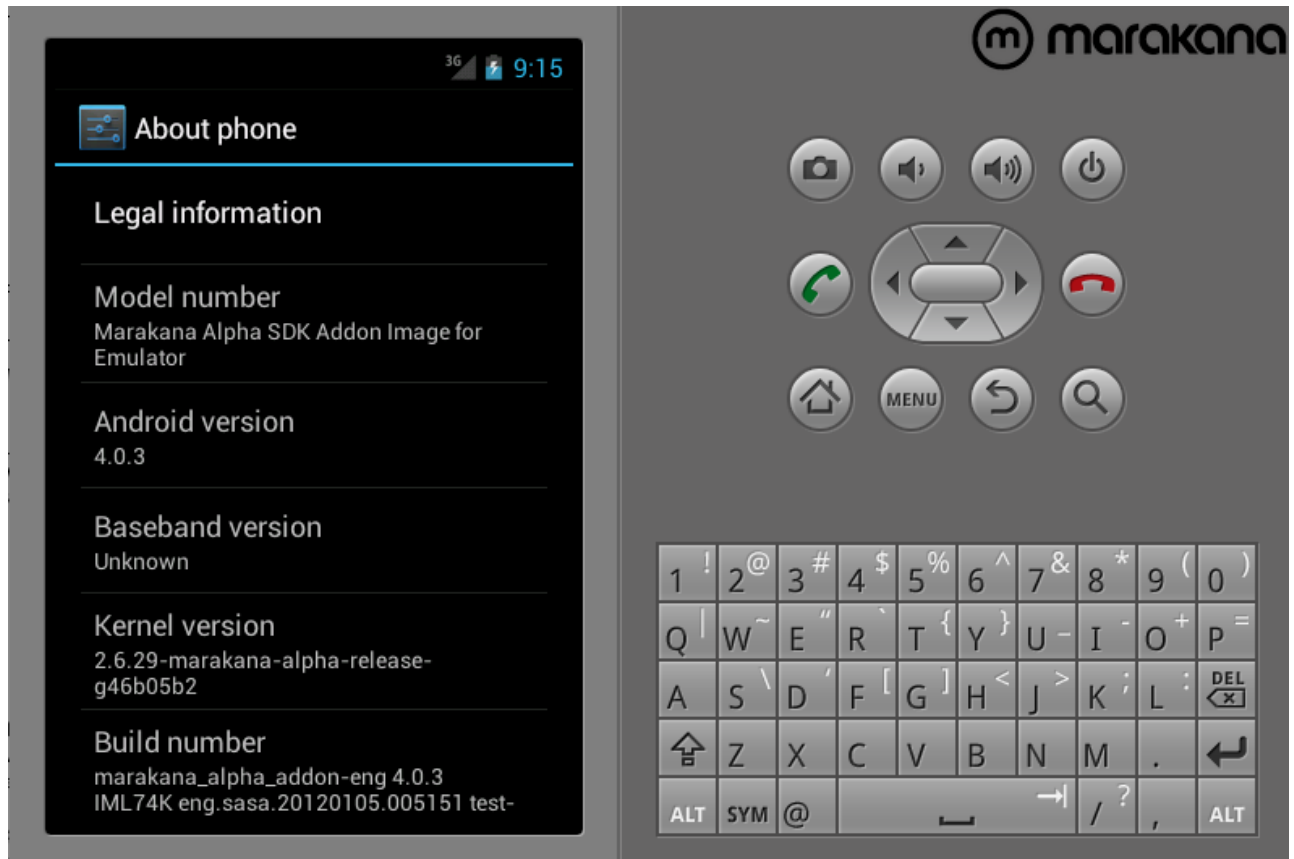 3G 9:15
About phone
Legal information
Model number
Marakana Alpha SDK Addon Image for
Emulator
Android version
4.0.3
Baseband version
Unknown
Kernel version
2.6.29-marakana-alpha-release-
g46b05b2
Build number
marakana_alpha_addon-eng 4.0.3
IML74K eng.sasa.20120105.005151 test-
m marakana
MENU
1 ! 2 @ 3 # 4 $ 5 % 6 ^ 7 & 8 * 9 ( 0 )
Q | W ~ E " R ` T { Y } U _ I - O + P =
A S \ D ' F [ G ] H < J > K ; L : DEL
Z X C V B N M .
ALT SYM @ / ? , ALT